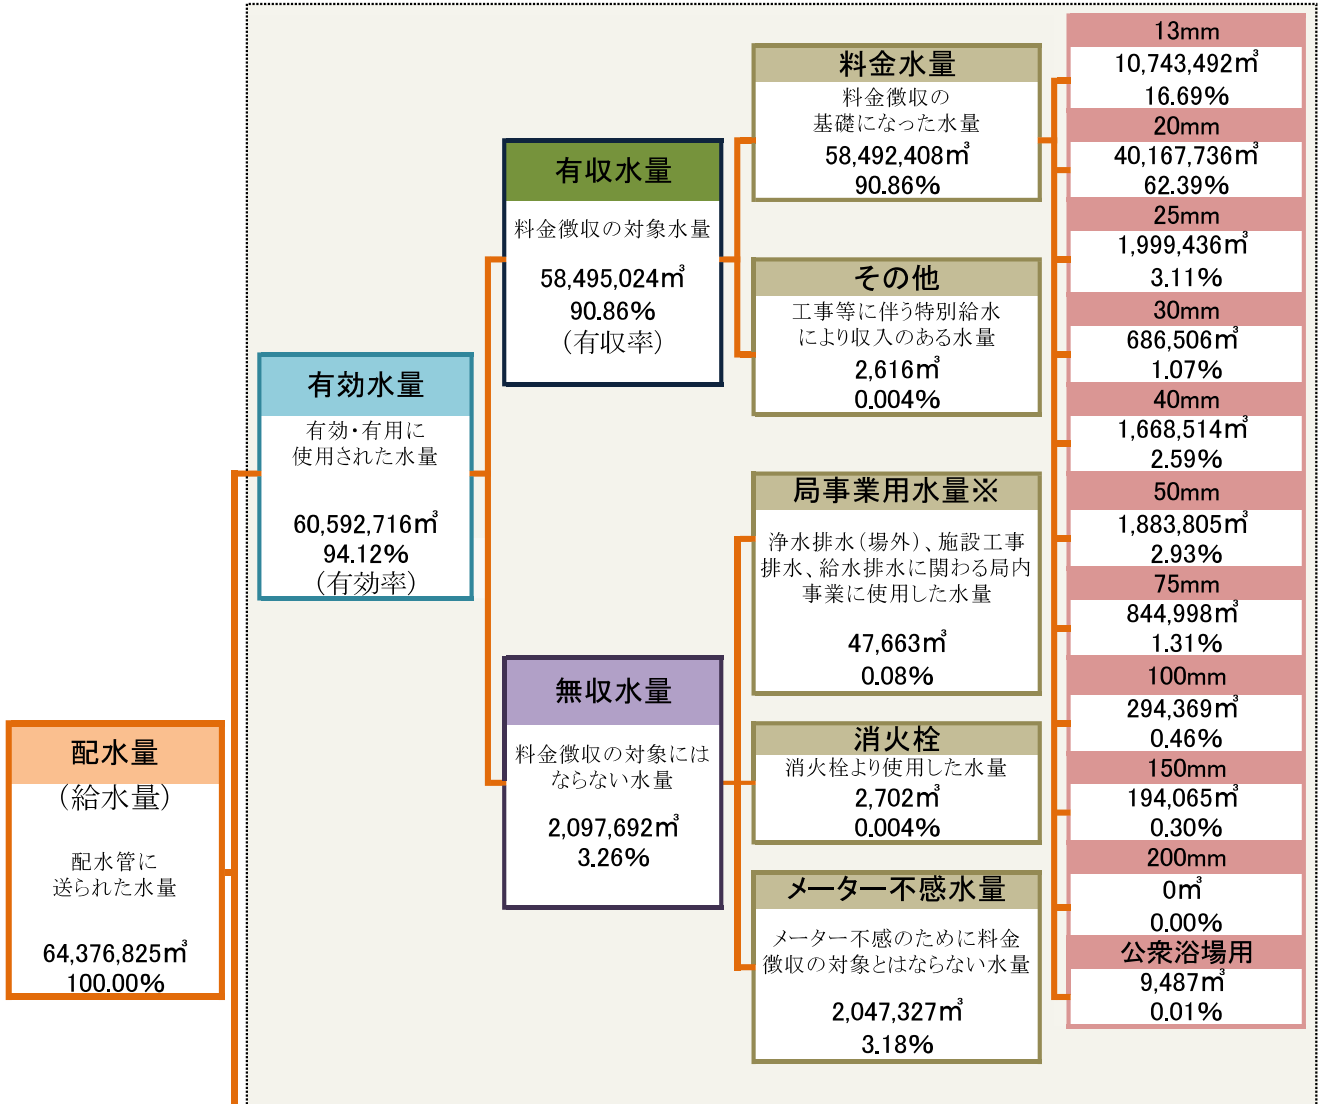 配水量
（給水量）
配水管に
送られた水量
64,376,825㎥
100.00%
有効水量
有効・有用に
使用された水量
60,592,716㎥
94.12%
（有効率）
有収水量
料金徴収の対象水量
58,495,024㎥
90.86%
（有収率）
無収水量
料金徴収の対象には
ならない水量
2,097,692㎥
3.26%
料金水量
料金徴収の
基礎になった水量
58,492,408㎥
90.86%
その他
工事等に伴う特別給水
により収入のある水量
2,616㎥
0.004%
局事業用水量※
浄水排水（場外）、施設工事
排水、給水排水に関わる局内
事業に使用した水量
47,663㎥
0.08%
消火栓
消火栓より使用した水量
2,702㎥
0.004%
メーター不感水量
メーター不感のために料金
徴収の対象とはならない水量
2,047,327㎥
3.18%
13mm
10,743,492㎥
16.69%
20mm
40,167,736㎥
62.39%
25mm
1,999,436㎥
3.11%
30mm
686,506㎥
1.07%
40mm
1,668,514㎥
2.59%
50mm
1,883,805㎥
2.93%
75mm
844,998㎥
1.31%
100mm
294,369㎥
0.46%
150mm
194,065㎥
0.30%
200mm
0㎥
0.00%
公衆浴場用
9,487㎥
0.01%